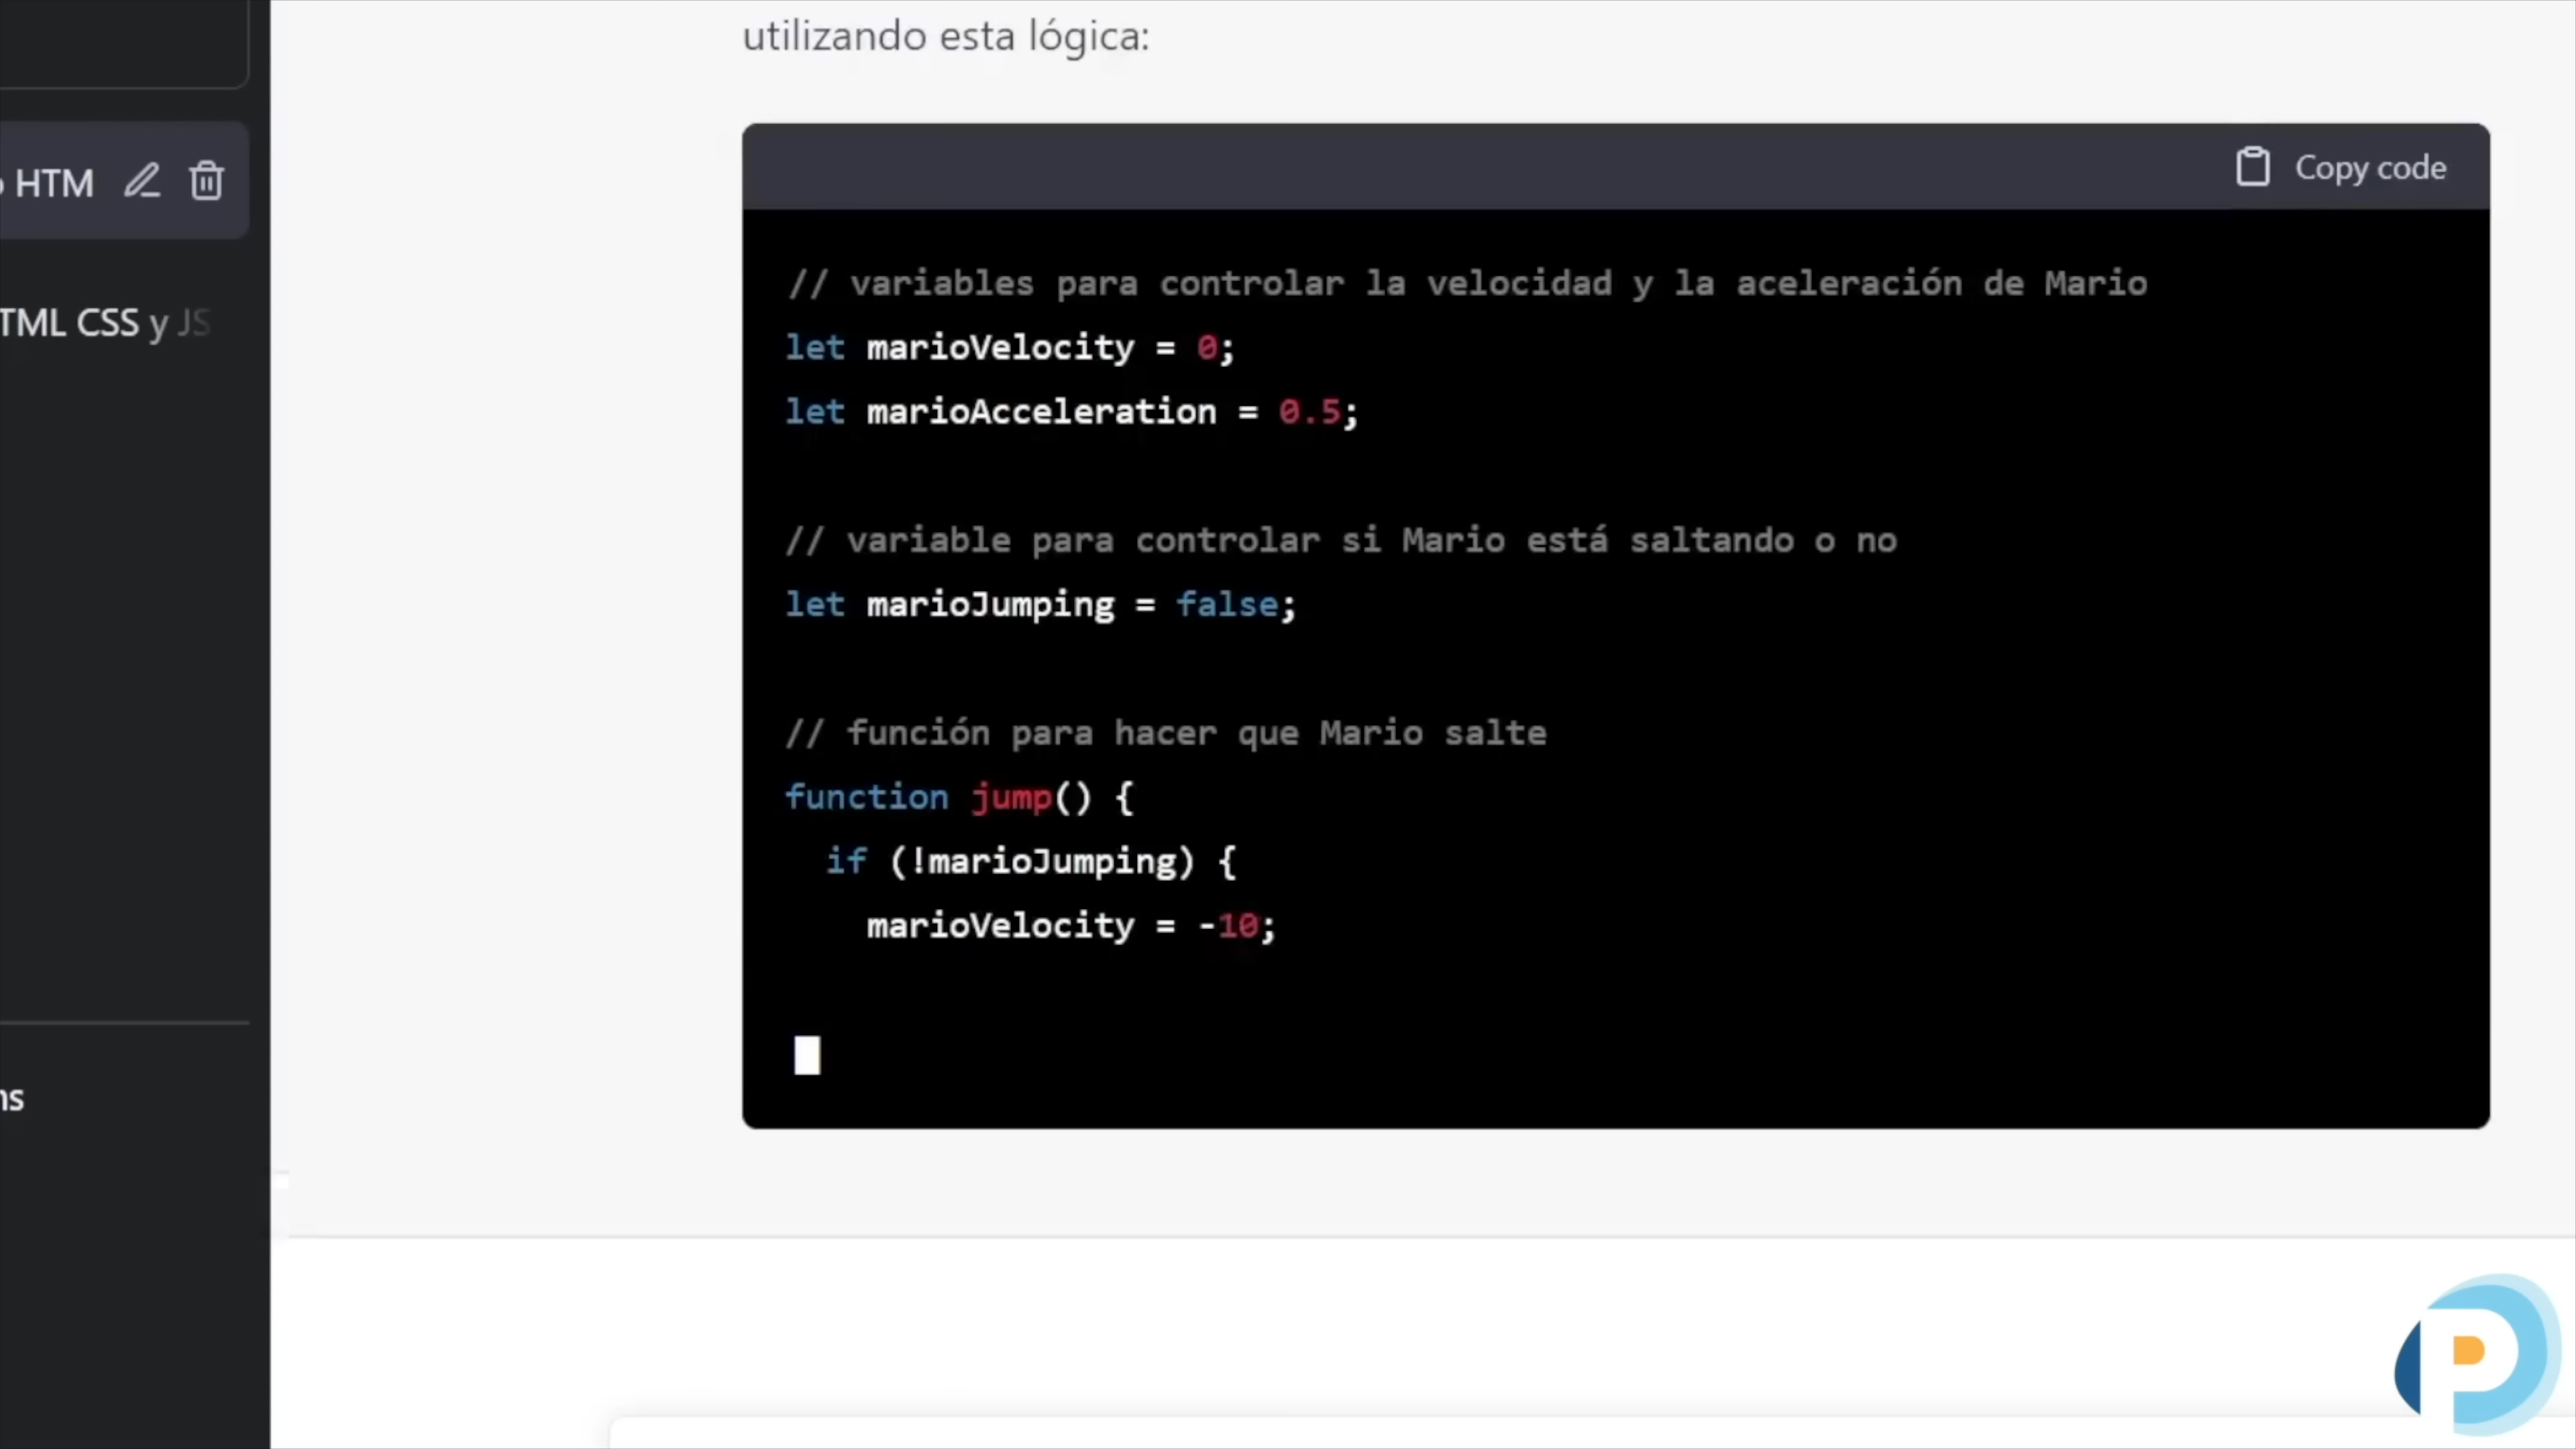 utilizando esta lógica:
HTM
TML CSS y JS
ns
Copy code
// variables para controlar la velocidad y la aceleración de Mario
let marioVelocity = 0;
let marioAcceleration = 0.5;
// variable para controlar si Mario está saltando o no
let marioJumping = false;
// función para hacer que Mario salte
function jump() {
if (!marioJumping) {
marioVelocity = -10;
P